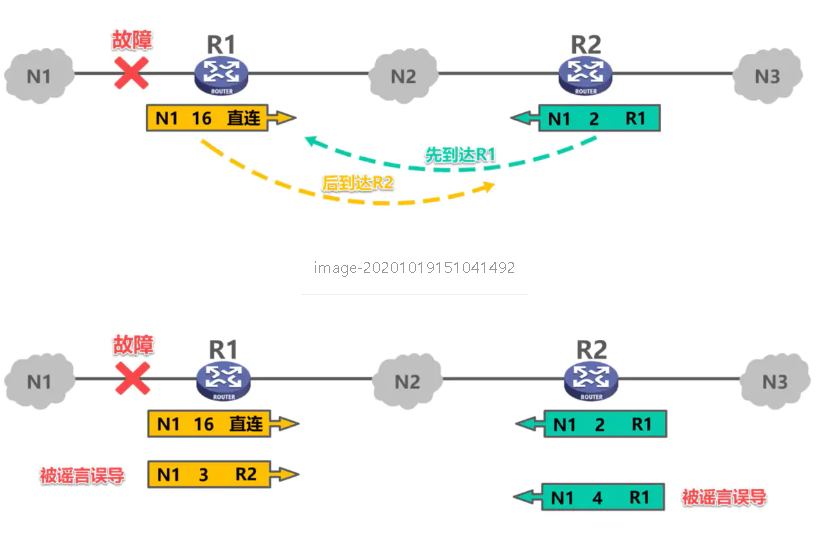 故障
R1
R2
N1
N2
N3
ROUTER
ROUTER
N1 16 直连
N1 2 R1
先到达R1
后到达R2
image-20201019151041492
故障
R1
R2
N1
N2
N3
ROUTER
ROUTER
N1 16 直连
N1 2 R1
被谣言误导
N1 3 R2
N1 4 R1
被谣言误导